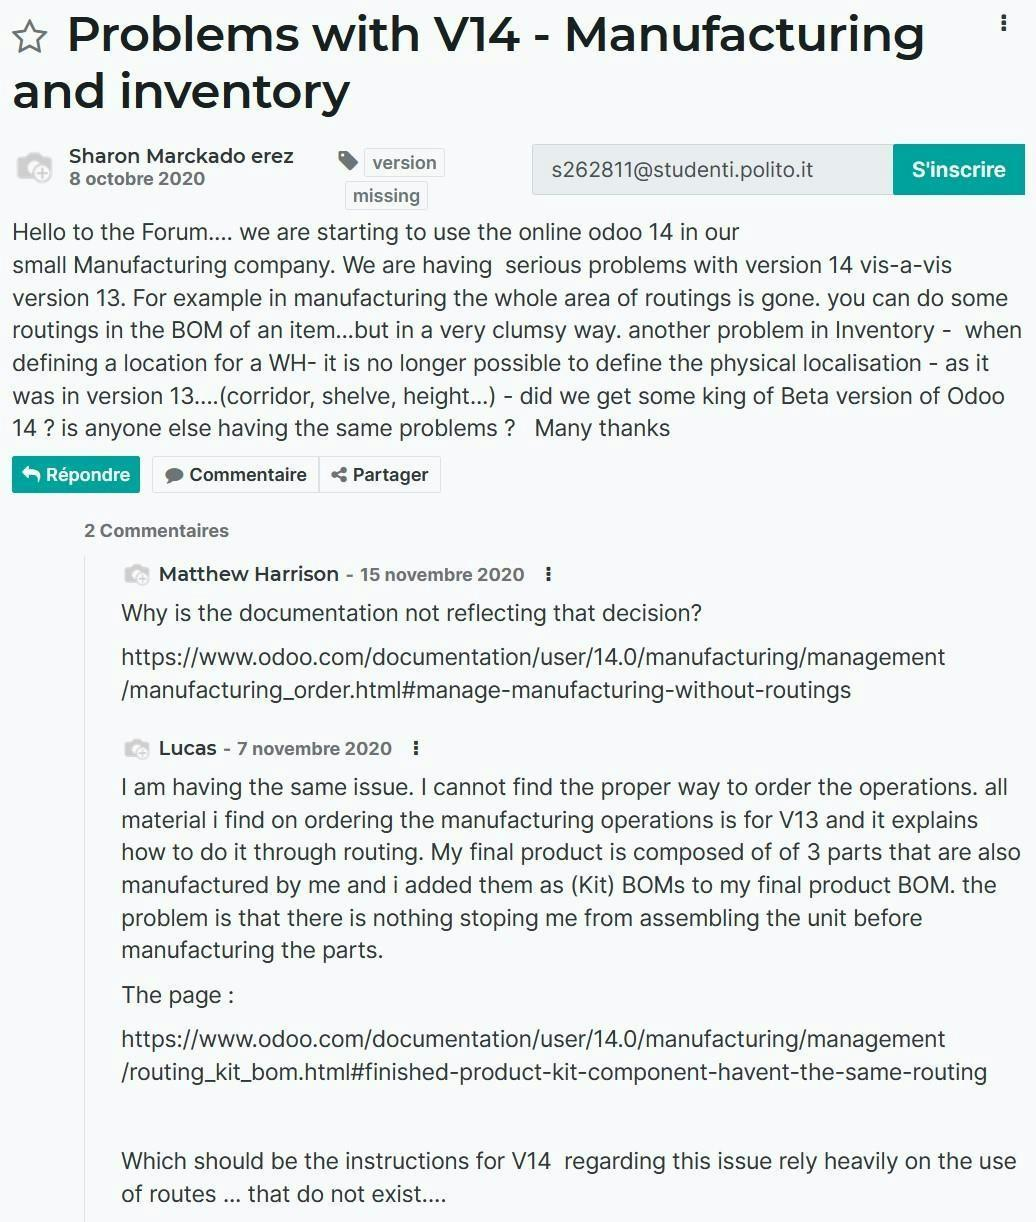 Problems with V14 - Manufacturing
and inventory
Sharon Marckado erez
8 octobre 2020
version
missing
s262811@studenti.polito.it
S'inscrire
Hello to the Forum.... we are starting to use the online odoo 14 in our
small Manufacturing company. We are having  serious problems with version 14 vis-a-vis
version 13. For example in manufacturing the whole area of routings is gone. you can do some
routings in the BOM of an item...but in a very clumsy way. another problem in Inventory -  when
defining a location for a WH- it is no longer possible to define the physical localisation - as it
was in version 13....(corridor, shelve, height...) - did we get some king of Beta version of Odoo
14 ? is anyone else having the same problems ?   Many thanks
Répondre
Commentaire
Partager
2 Commentaires
Matthew Harrison - 15 novembre 2020
Why is the documentation not reflecting that decision?
https://www.odoo.com/documentation/user/14.0/manufacturing/management
/manufacturing_order.html#manage-manufacturing-without-routings
Lucas - 7 novembre 2020
I am having the same issue. I cannot find the proper way to order the operations. all
material i find on ordering the manufacturing operations is for V13 and it explains
how to do it through routing. My final product is composed of of 3 parts that are also
manufactured by me and i added them as (Kit) BOMs to my final product BOM. the
problem is that there is nothing stoping me from assembling the unit before
manufacturing the parts.
The page :
https://www.odoo.com/documentation/user/14.0/manufacturing/management
/routing_kit_bom.html#finished-product-kit-component-havent-the-same-routing
Which should be the instructions for V14  regarding this issue rely heavily on the use
of routes ... that do not exist....